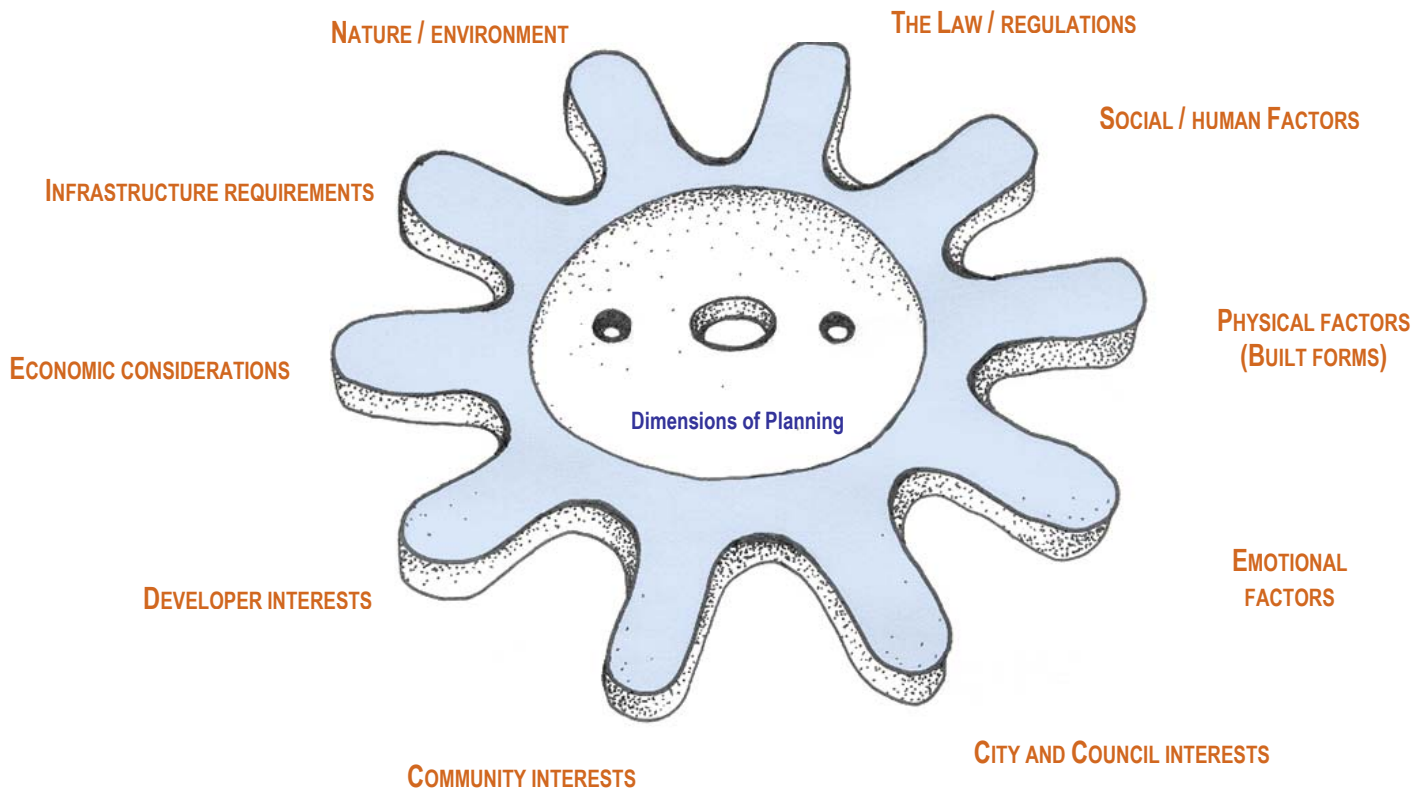 THE LAW / REGULATIONS
NATURE / ENVIRONMENT
SOCIAL / HUMAN FACTORS
INFRASTRUCTURE REQUIREMENTS
PHYSICAL FACTORS
(BUILT FORMS)
ECONOMIC CONSIDERATIONS
Dimensions of Planning
EMOTIONAL
FACTORS
DEVELOPER INTERESTS
CITY AND COUNCIL INTERESTS
COMMUNITY INTERESTS